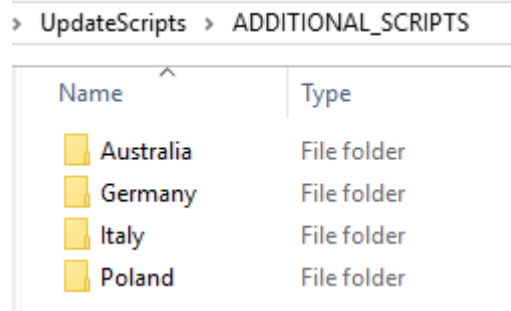 > UpdateScripts > ADDITIONAL_SCRIPTS
Name Type
Australia File folder
Germany File folder
Italy File folder
Poland File folder